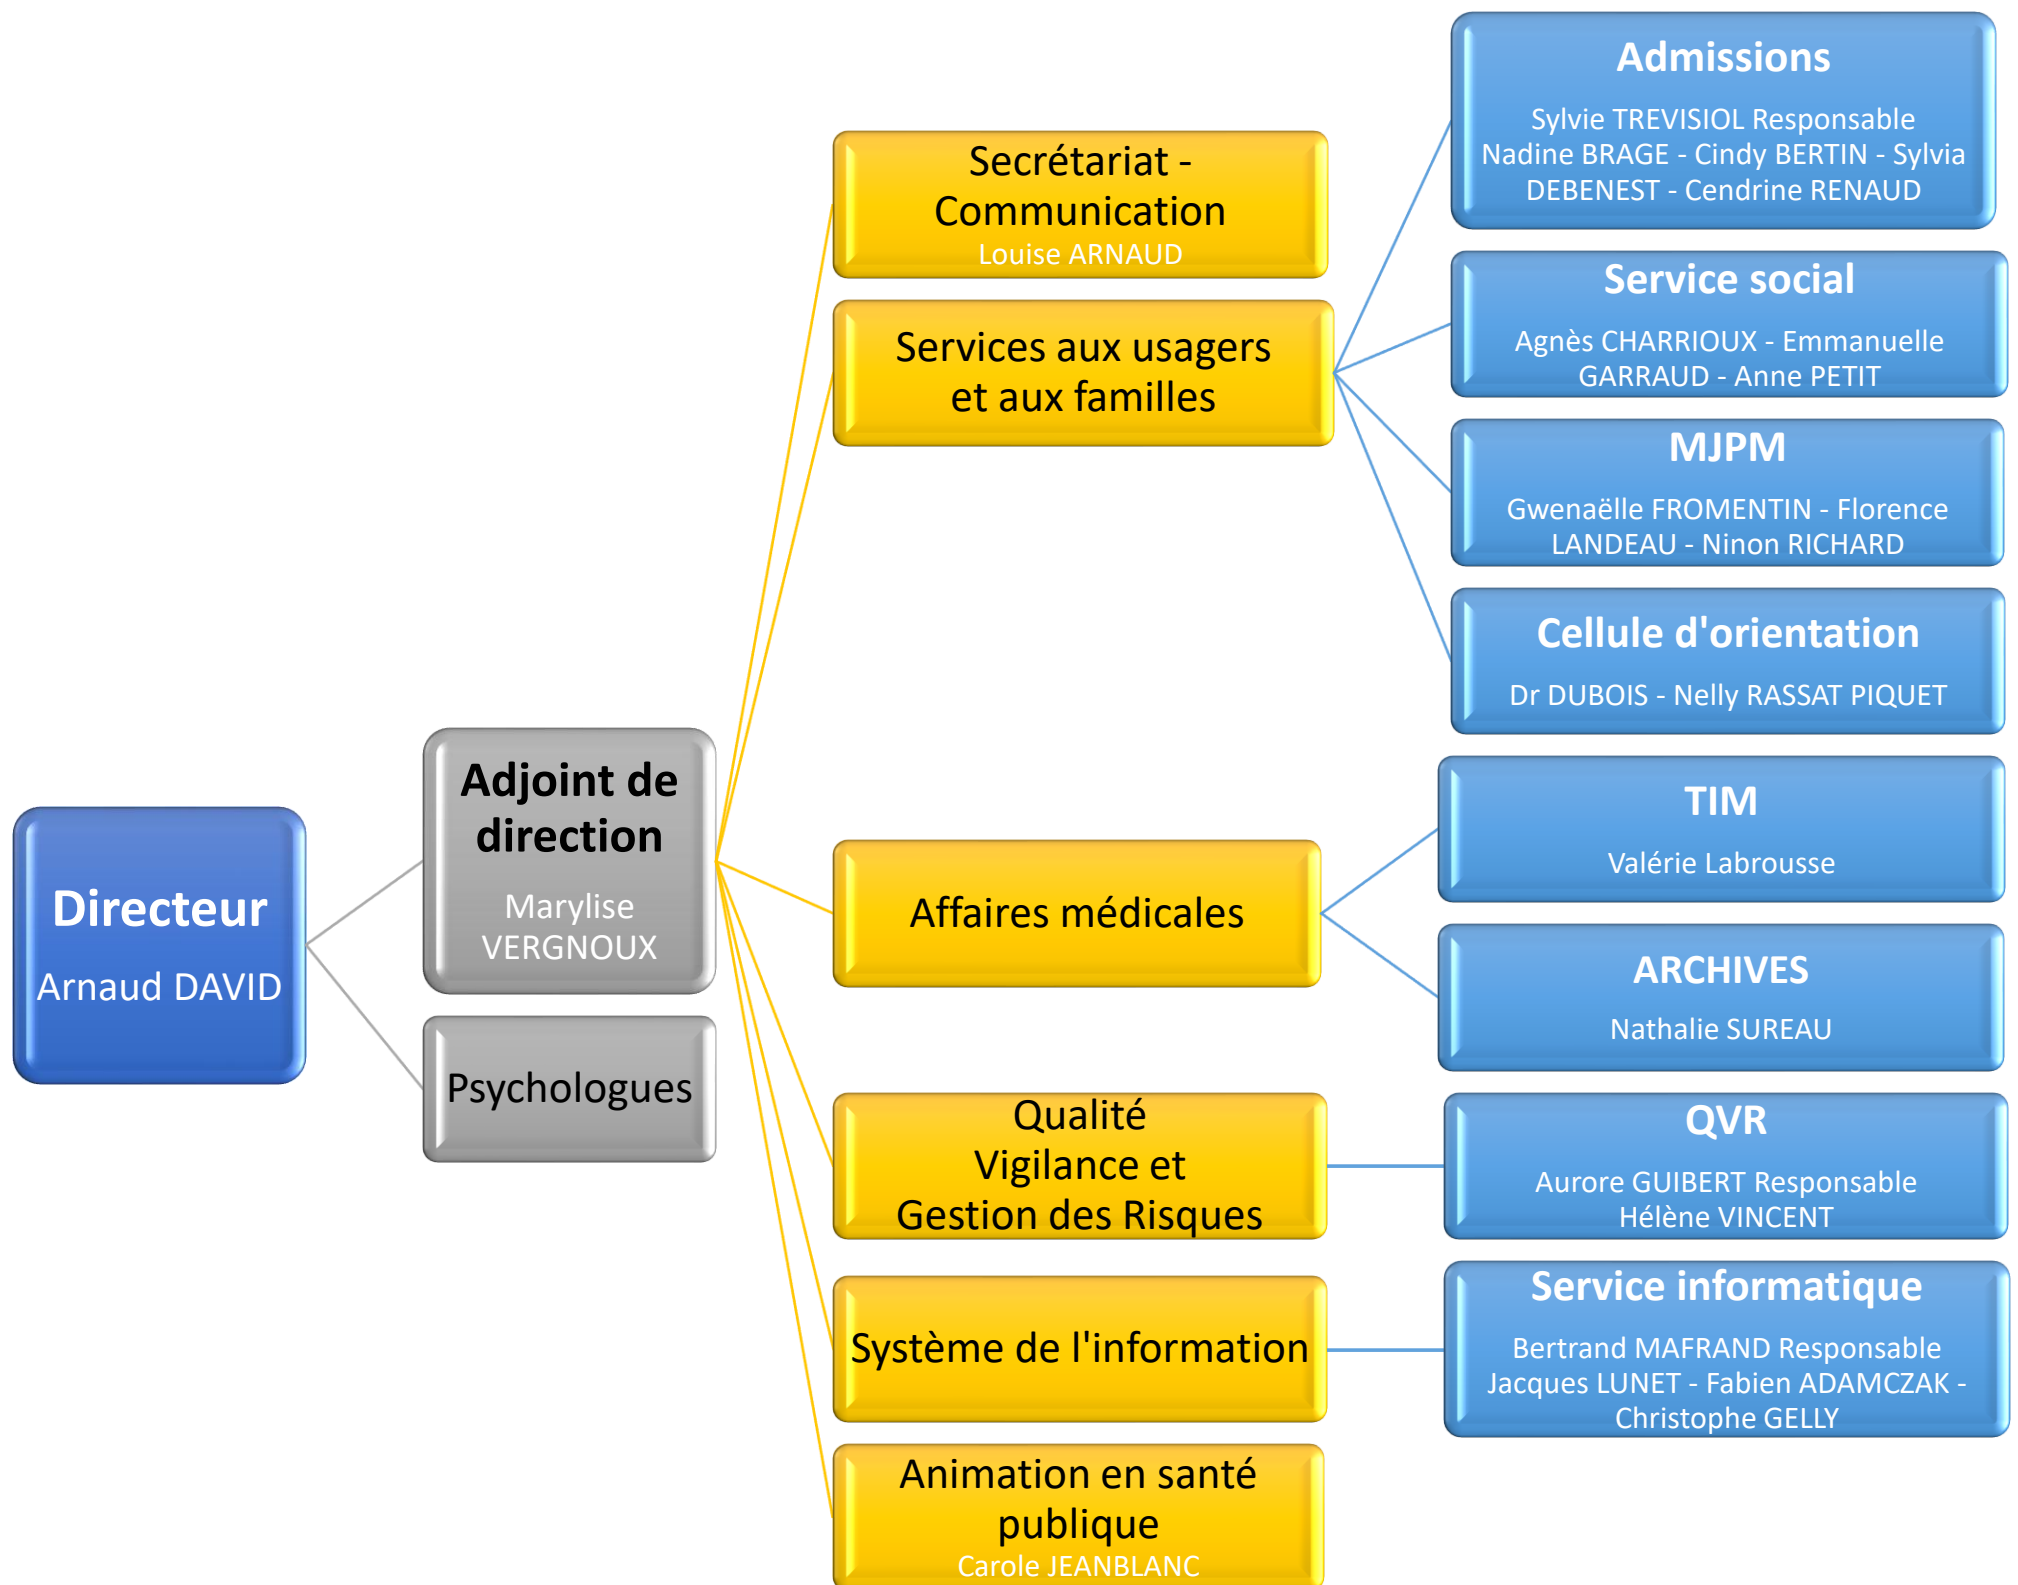 Directeur
Arnaud DAVID
Adjoint de
direction
Marylise
VERGNOUX
Psychologues
Secrétariat -
Communication
Louise ARNAUD
Services aux usagers
et aux familles
Admissions
Sylvie TREVISIOL Responsable
Nadine BRAGE - Cindy BERTIN - Sylvia
DEBENEST - Cendrine RENAUD
Service social
Agnès CHARRIOUX - Emmanuelle
GARRAUD - Anne PETIT
MJPM
Gwenaëlle FROMENTIN - Florence
LANDEAU - Ninon RICHARD
Cellule d'orientation
Dr DUBOIS - Nelly RASSAT PIQUET
Affaires médicales
TIM
Valérie Labrousse
ARCHIVES
Nathalie SUREAU
Qualité
Vigilance et
Gestion des Risques
QVR
Aurore GUIBERT Responsable
Hélène VINCENT
Système de l'information
Service informatique
Bertrand MAFRAND Responsable
Jacques LUNET - Fabien ADAMCZAK -
Christophe GELLY
Animation en santé
publique
Carole JEANBLANC